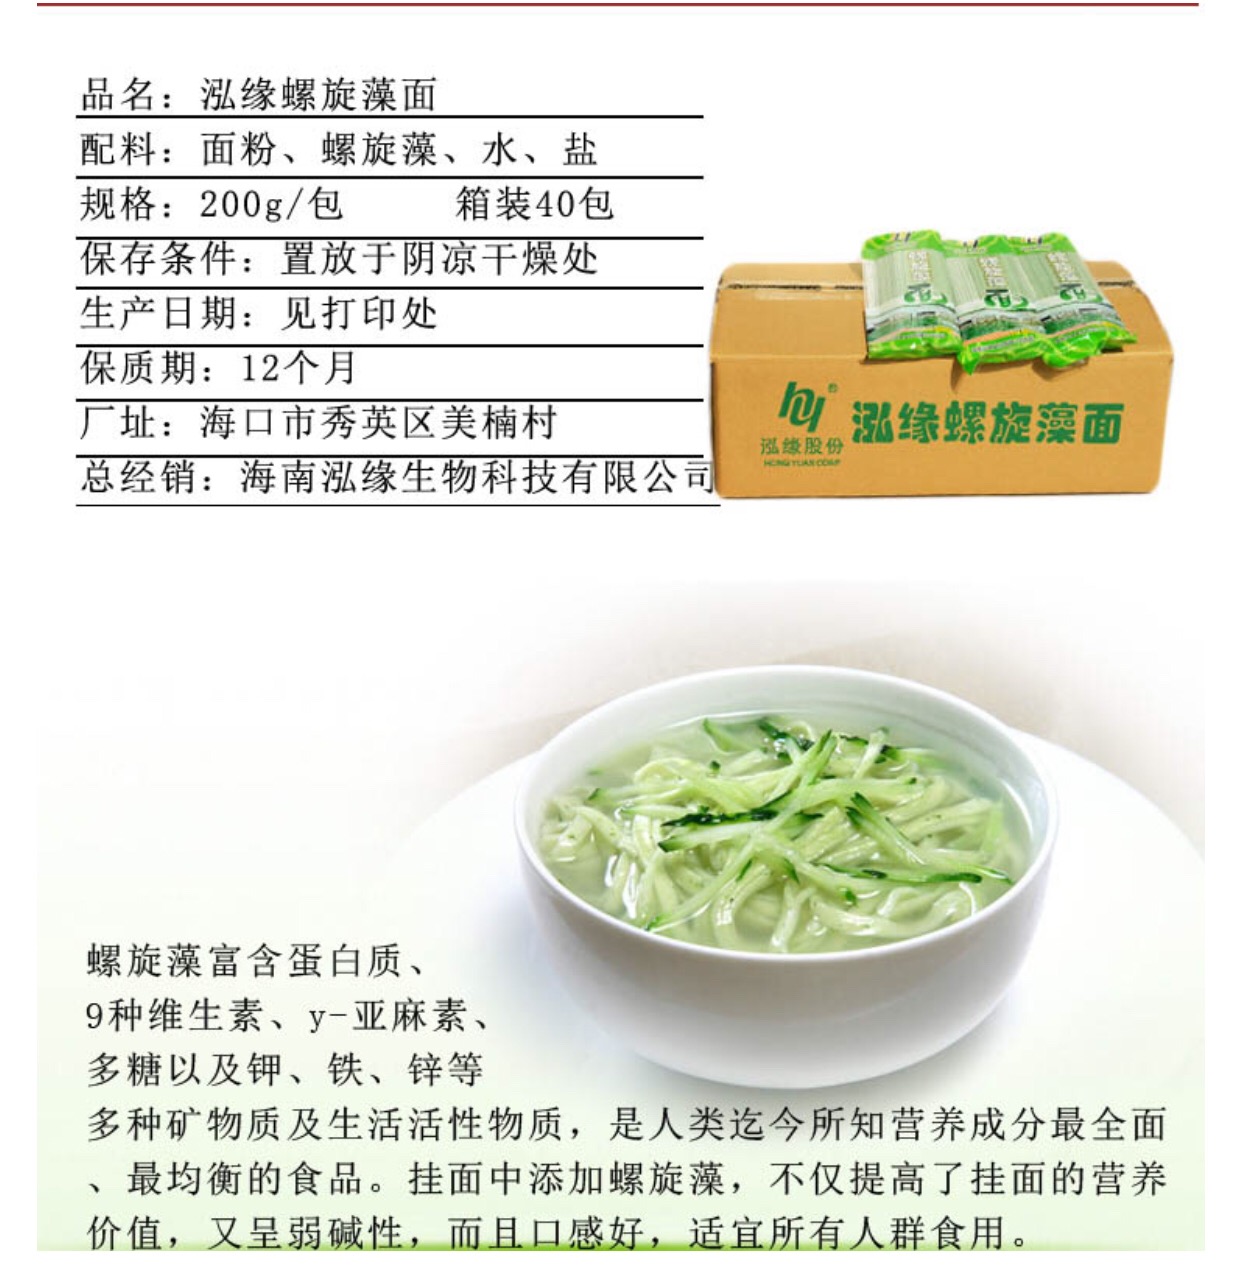 品名：泓缘螺旋藻面
配料：面粉、螺旋藻、水、盐
规格：200g/包 箱装40包
保存条件：置放于阴凉干燥处
生产日期：见打印处
保质期：12个月
厂址：海口市秀英区美楠村
总经销：海南泓缘生物科技有限公司
hy®
泓缘股份
HONG YUAN CORP
泓缘螺旋藻面
螺旋藻富含蛋白质、
9种维生素、y-亚麻素、
多糖以及钾、铁、锌等
多种矿物质及生活活性物质，是人类迄今所知营养成分最全面
、最均衡的食品。挂面中添加螺旋藻，不仅提高了挂面的营养
价值，又呈弱碱性，而且口感好，适宜所有人群食用。